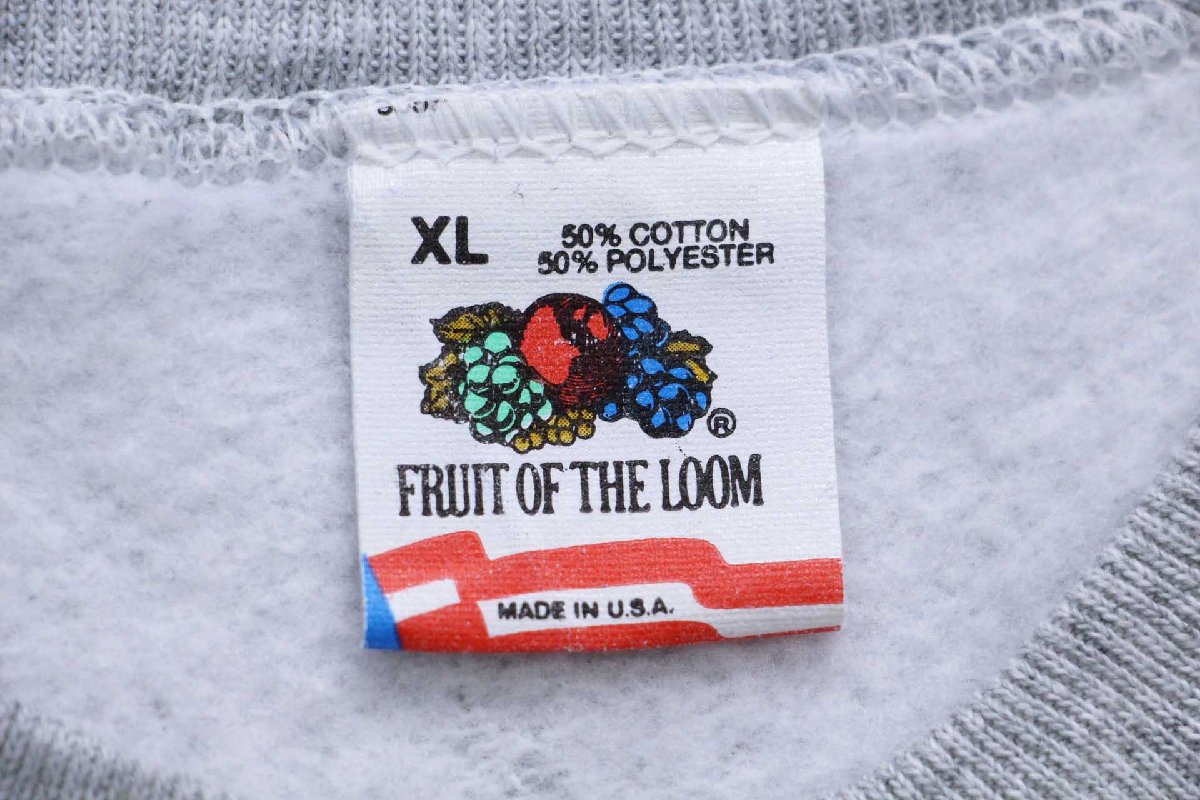 XL
50% COTTON
50% POLYESTER
®
FRUIT OF THE LOOM
MADE IN U.S.A.